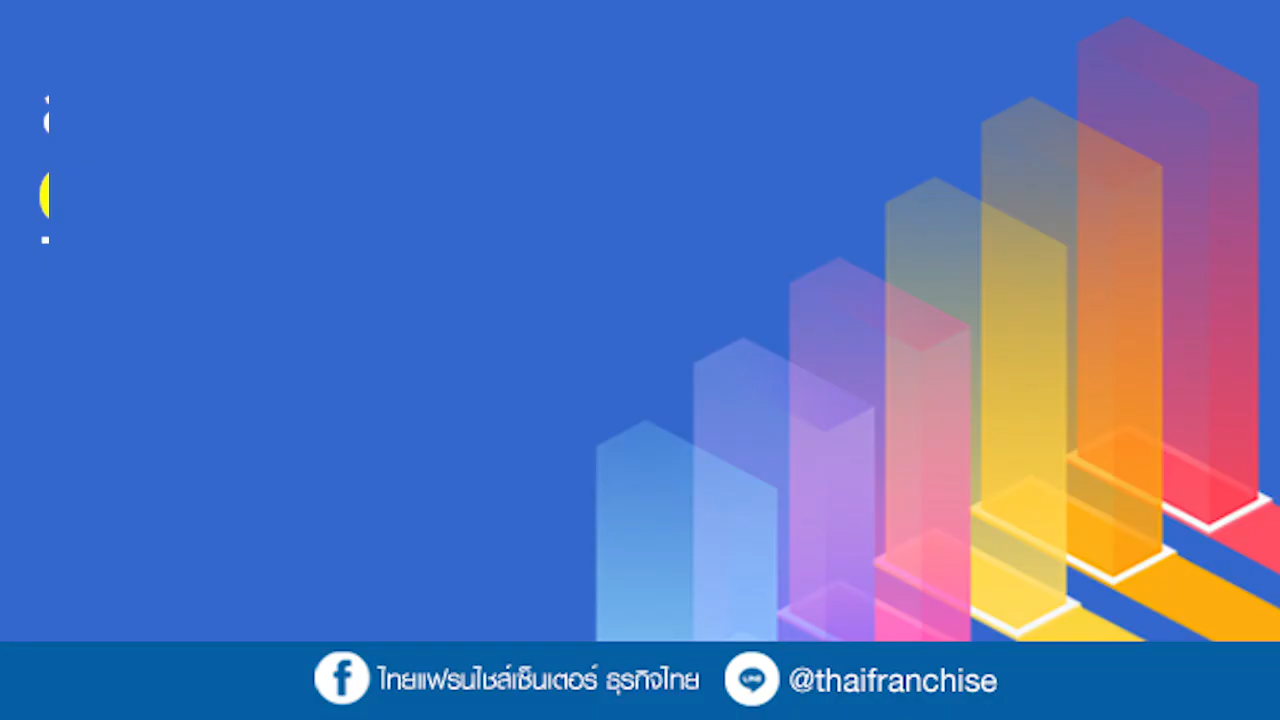 ไทยแฟรนไชส์เซ็นเตอร์ ธุรกิจไทย LINE @thaifranchise